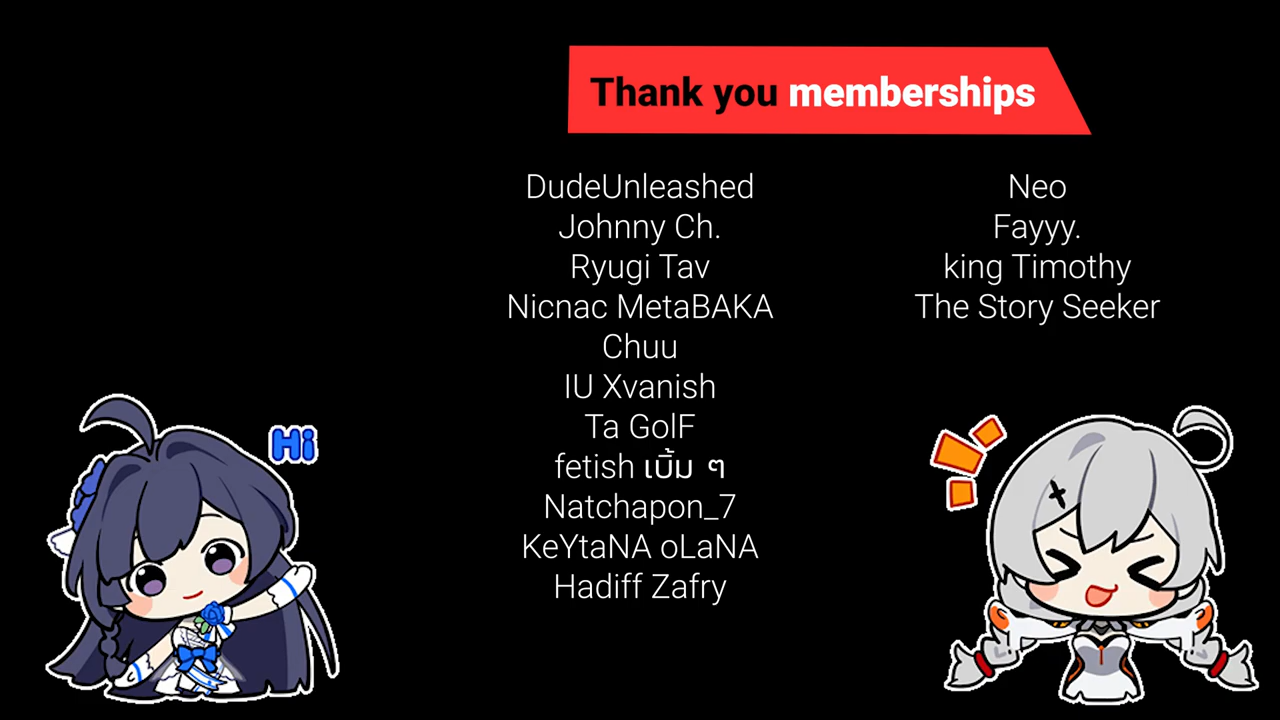 Thank you memberships
DudeUnleashed
Johnny Ch.
Ryugi Tav
Nicnac MetaBAKA
Chuu
IU Xvanish
Ta GolF
fetish เบิ้ม ๆ
Natchapon_7
KeYtaNA oLaNA
Hadiff Zafry
Neo
Fayyy.
king Timothy
The Story Seeker
Hi